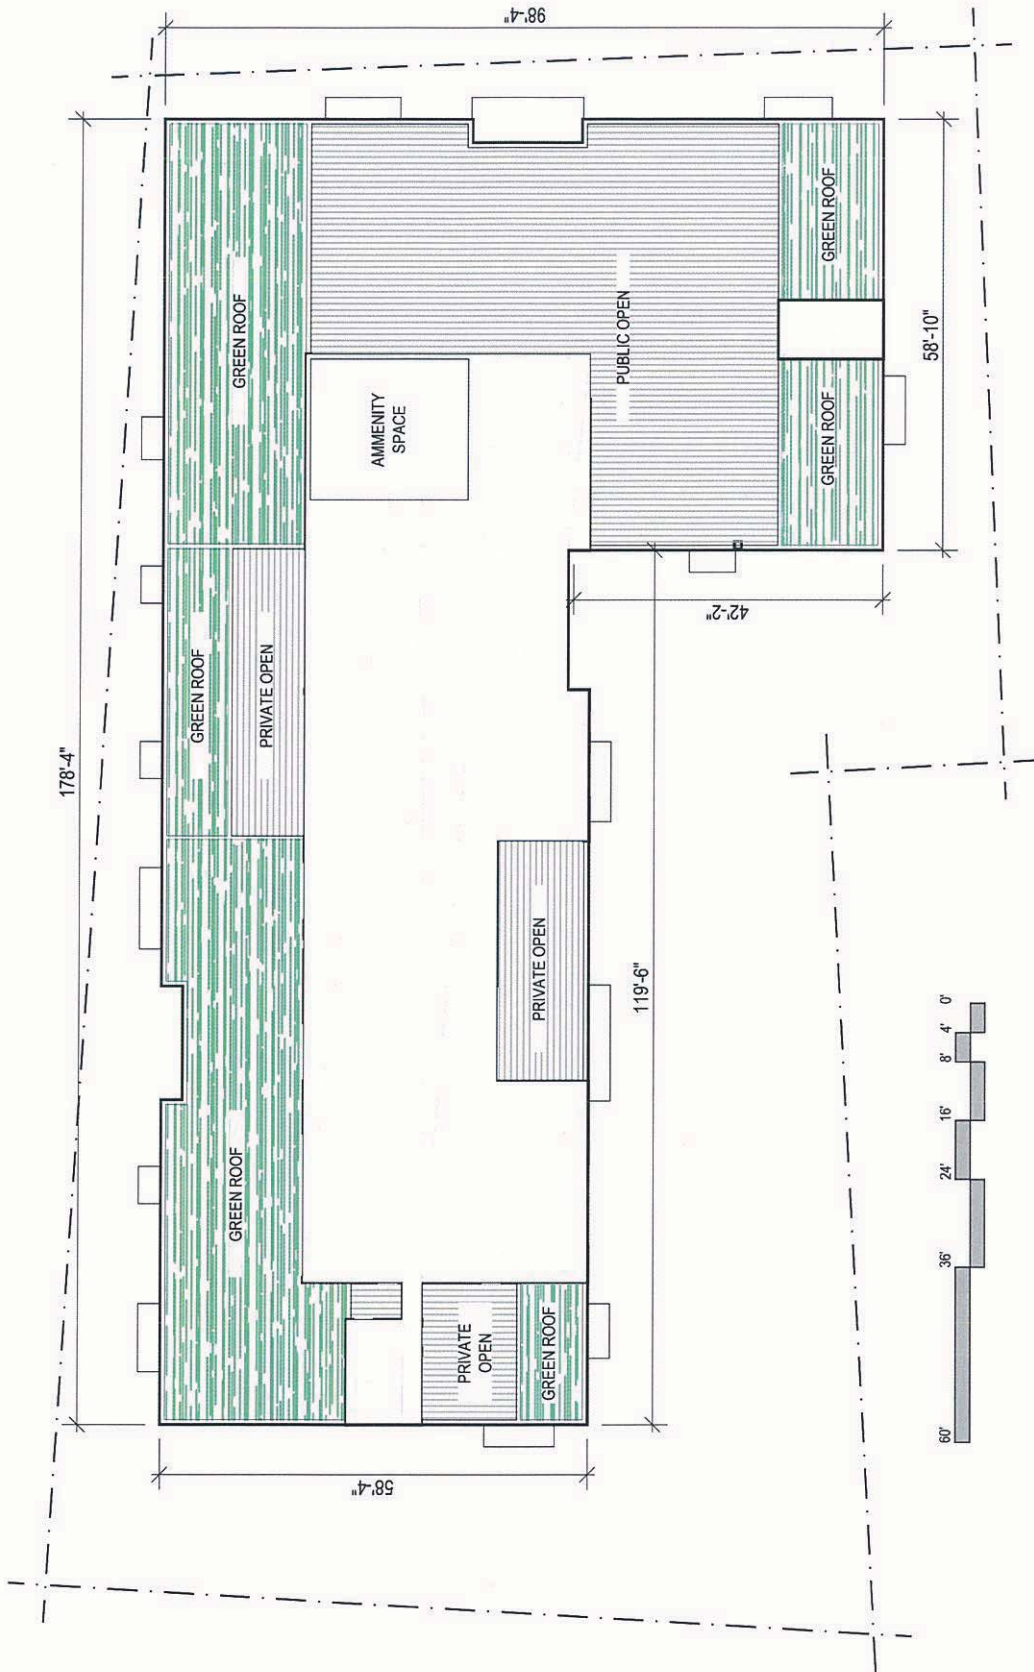 98'-4"
178'-4"
GREEN ROOF
GREEN ROOF
GREEN ROOF
AMMENITY
SPACE
PUBLIC OPEN
GREEN ROOF
GREEN ROOF
58'-10"
42'-2"
PRIVATE OPEN
PRIVATE OPEN
119'-6"
PRIVATE
OPEN
GREEN ROOF
58'-4"
60'
36'
24'
16'
8'
4'
0'